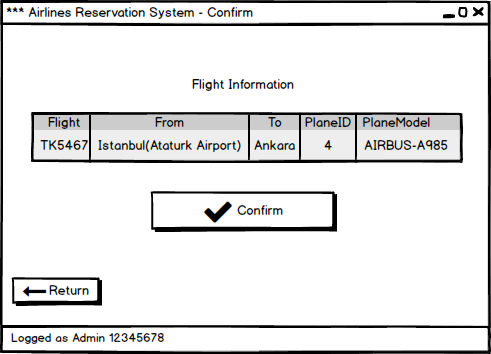 *** Airlines Reservation System - Confirm
Flight Information
Flight From To PlaneID PlaneModel
TK5467 Istanbul(Ataturk Airport) Ankara 4 AIRBUS-A985
Confirm
Return
Logged as Admin 12345678